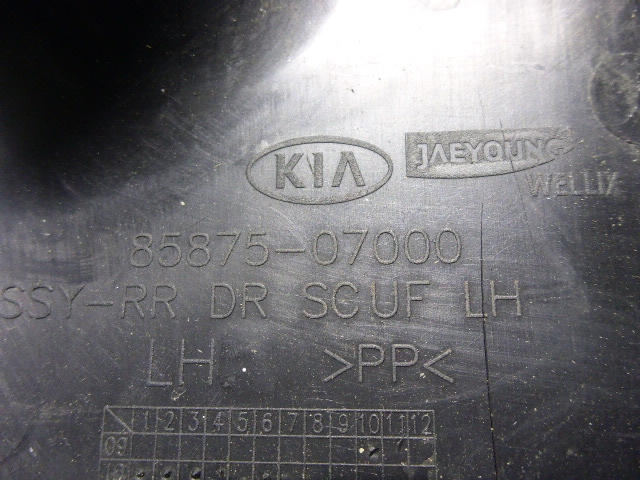 KIA JAEYOUNG
WELLIX
85875-07000
SSY-RR DR SCUF LH
LH >PP<
1 2 3 4 5 6 7 8 9 10 11 12
09